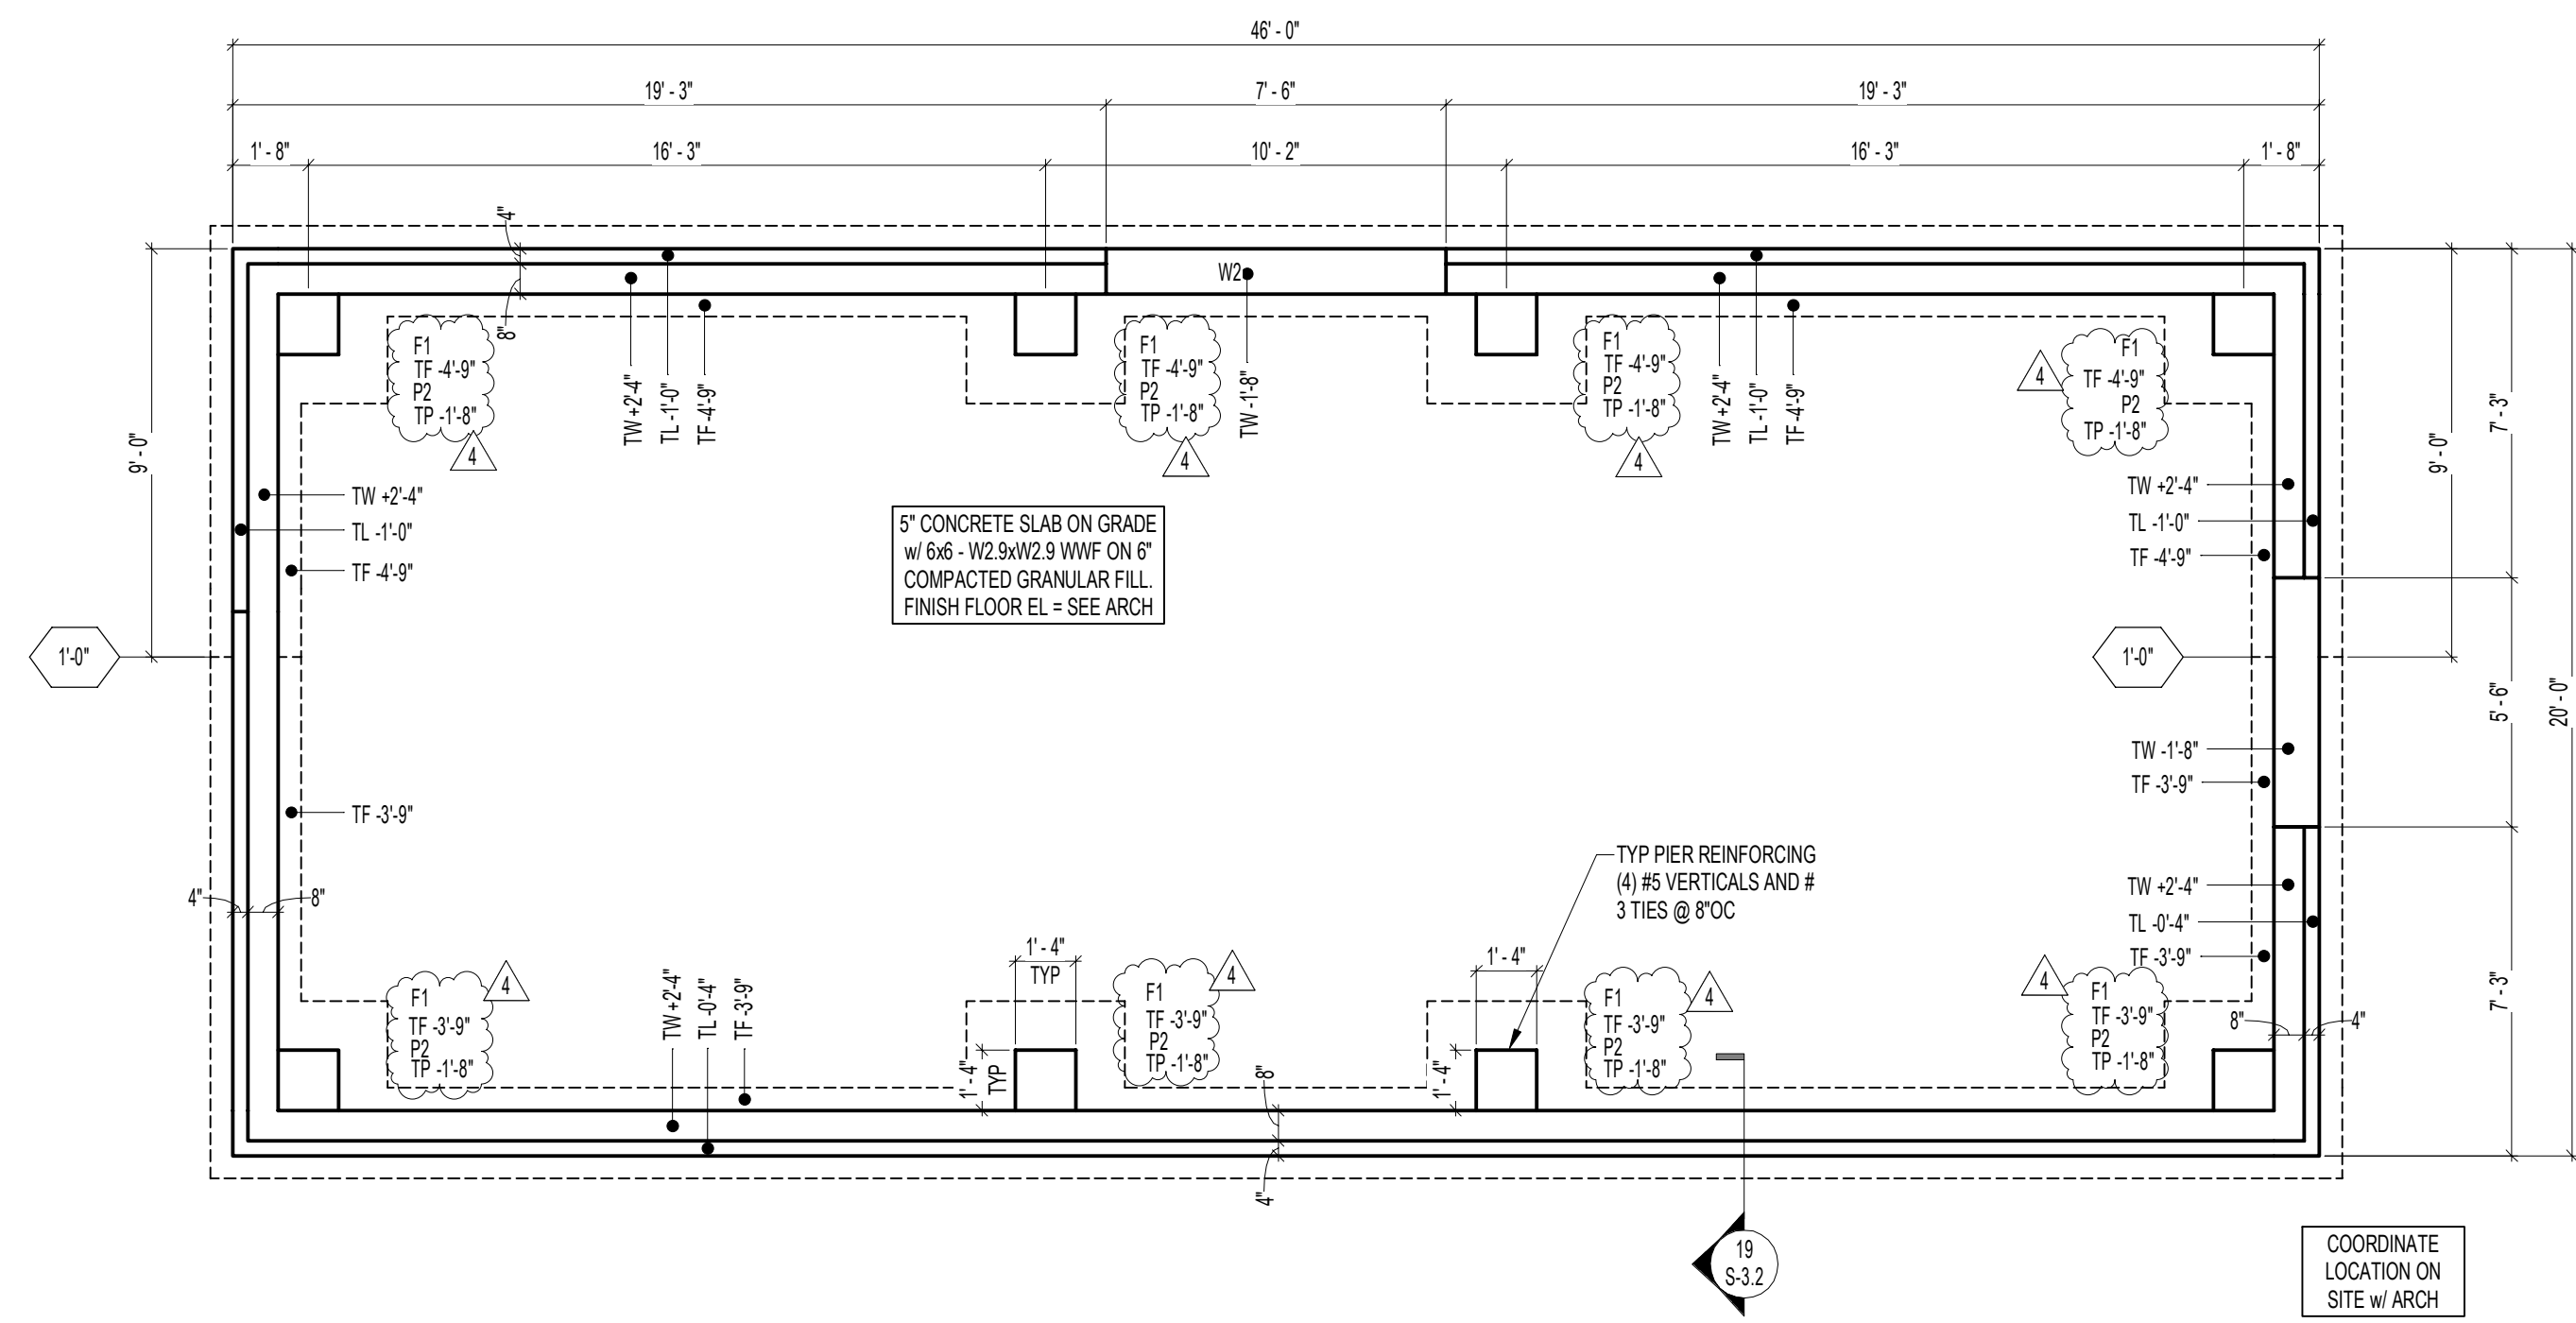 46' - 0"
19' - 3"
7' - 6"
19' - 3"
1' - 8"
16' - 3"
10' - 2"
16' - 3"
1' - 8"
4"
8"
W2
9' - 0"
F1
TF -4'-9"
P2
TP -1'-8"
4
TW +2'-4"
TL -1'-0"
TF -4'-9"
F1
TF -4'-9"
P2
TP -1'-8"
4
TW -1'-8"
F1
TF -4'-9"
P2
TP -1'-8"
4
TW +2'-4"
TL -1'-0"
TF -4'-9"
4
F1
TF -4'-9"
P2
TP -1'-8"
7' - 3"
9' - 0"
20' - 0"
TW +2'-4"
TL -1'-0"
TF -4'-9"
5" CONCRETE SLAB ON GRADE
w/ 6x6 - W2.9xW2.9 WWF ON 6"
COMPACTED GRANULAR FILL.
FINISH FLOOR EL = SEE ARCH
TW +2'-4"
TL -1'-0"
TF -4'-9"
1'-0"
1'-0"
5' - 6"
TW -1'-8"
TF -3'-9"
TF -3'-9"
TYP PIER REINFORCING
(4) #5 VERTICALS AND #
3 TIES @ 8"OC
4"
8"
TW +2'-4"
TL -0'-4"
TF -3'-9"
7' - 3"
F1
TF -3'-9"
P2
TP -1'-8"
4
TW +2'-4"
TL -0'-4"
TF -3'-9"
1' - 4"
TYP
1' - 4"
TYP
F1
TF -3'-9"
P2
TP -1'-8"
4
1' - 4"
1' - 4"
F1
TF -3'-9"
P2
TP -1'-8"
4
4
F1
TF -3'-9"
P2
TP -1'-8"
8"
4"
8"
4"
19
S-3.2
COORDINATE
LOCATION ON
SITE w/ ARCH